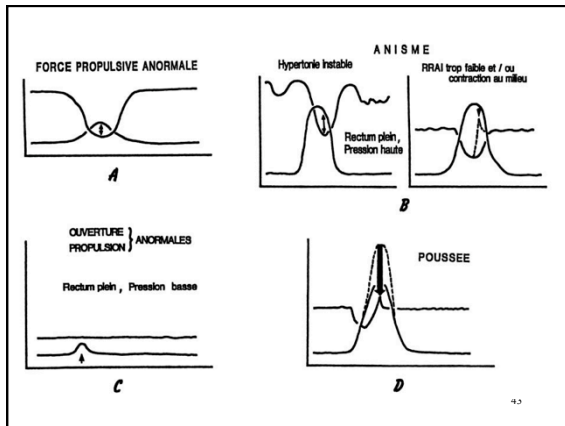 ANISME
FORCE PROPULSIVE ANORMALE
Hypertonie Instable
RRAI trop faible et / ou
contraction au milieu
Rectum plein ,
Pression haute
A
B
OUVERTURE
PROPULSION } ANORMALES
Rectum plein , Pression basse
C
POUSSEE
D